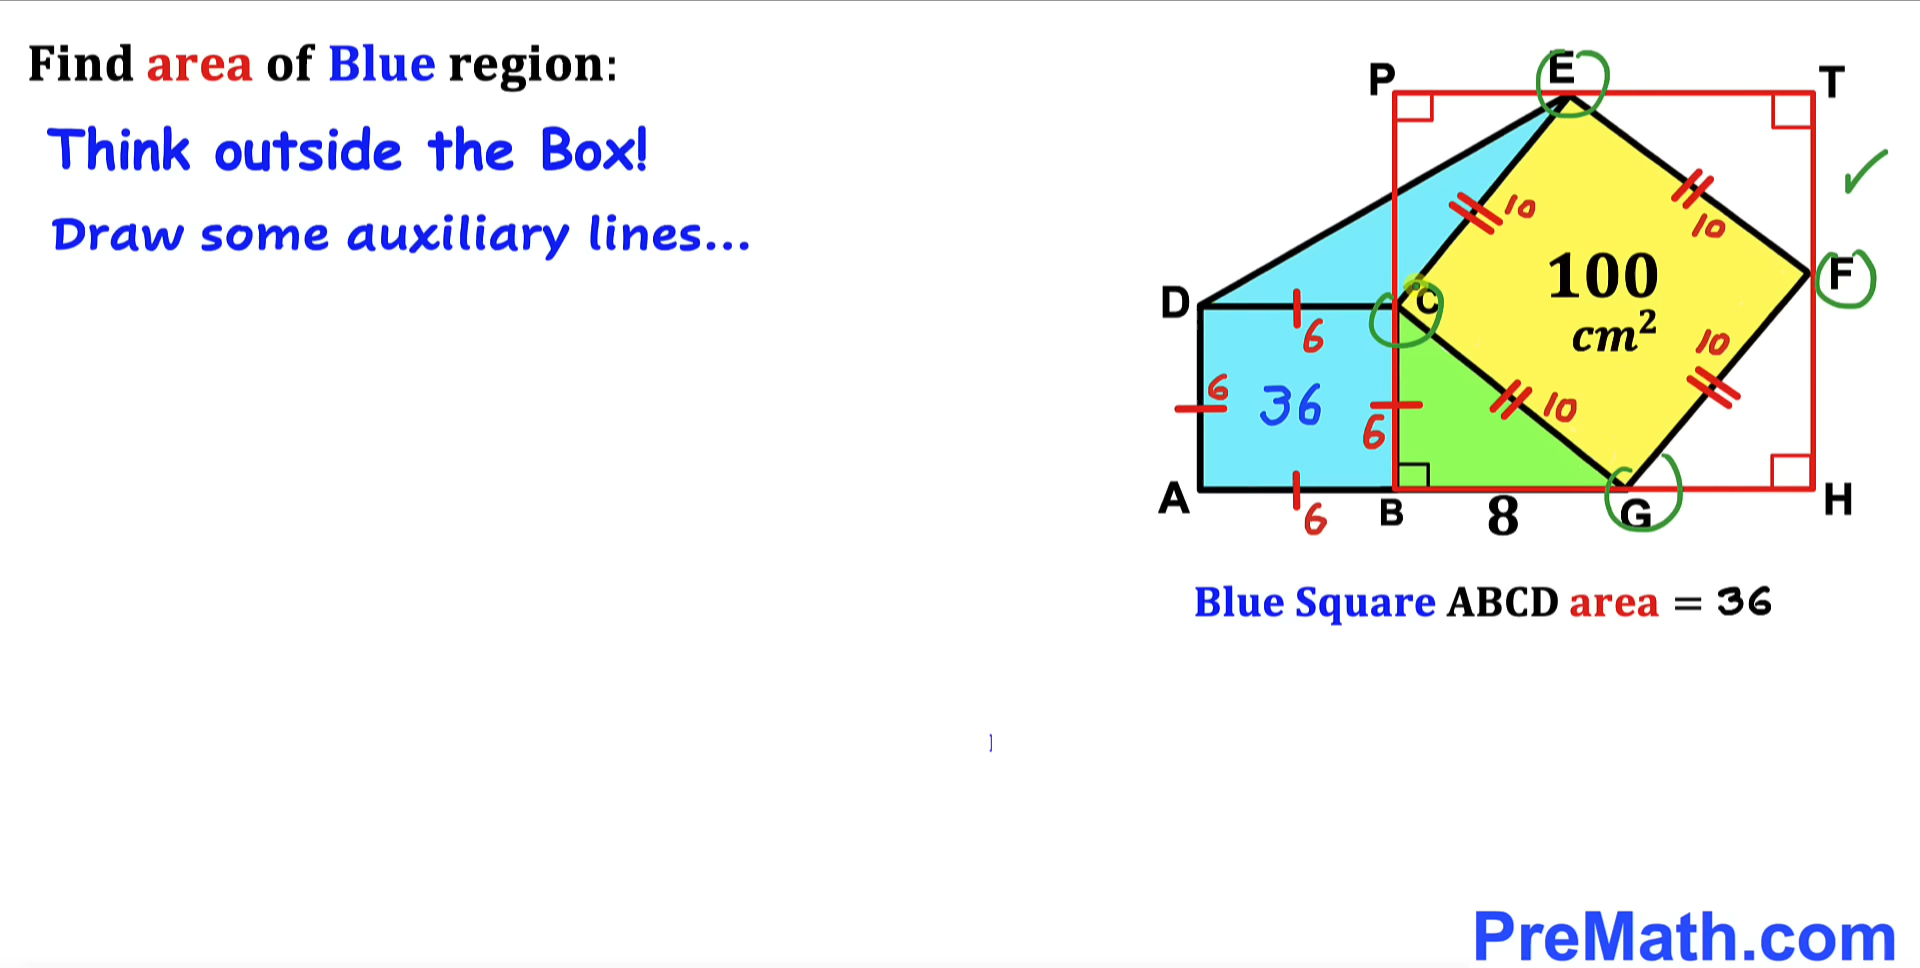 Find area of Blue region:
Think outside the Box!
Draw some auxiliary lines...
P
E
T
10
10
D
C
100
cm²
F
6
10
6
36
6
10
A
6
B
8
G
H
Blue Square ABCD area = 36
PreMath.com